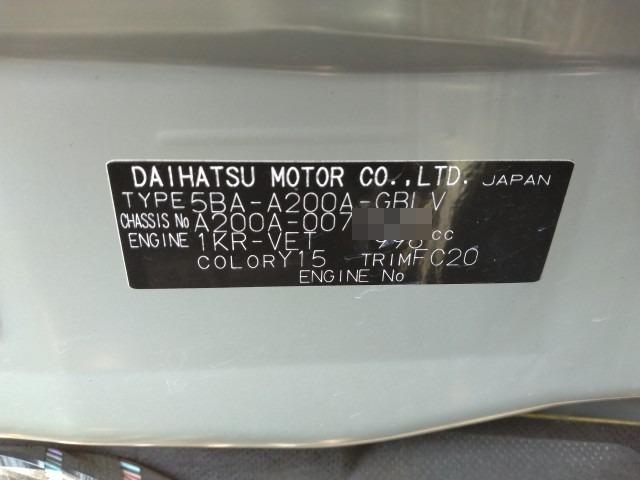 DAIHATSU MOTOR CO.,LTD. JAPAN
TYPE 5BA-A200A-GBLV
CHASSIS No A200A-007
ENGINE 1KR-VET 996 cc
COLOR Y15 TRIM FC20
ENGINE No